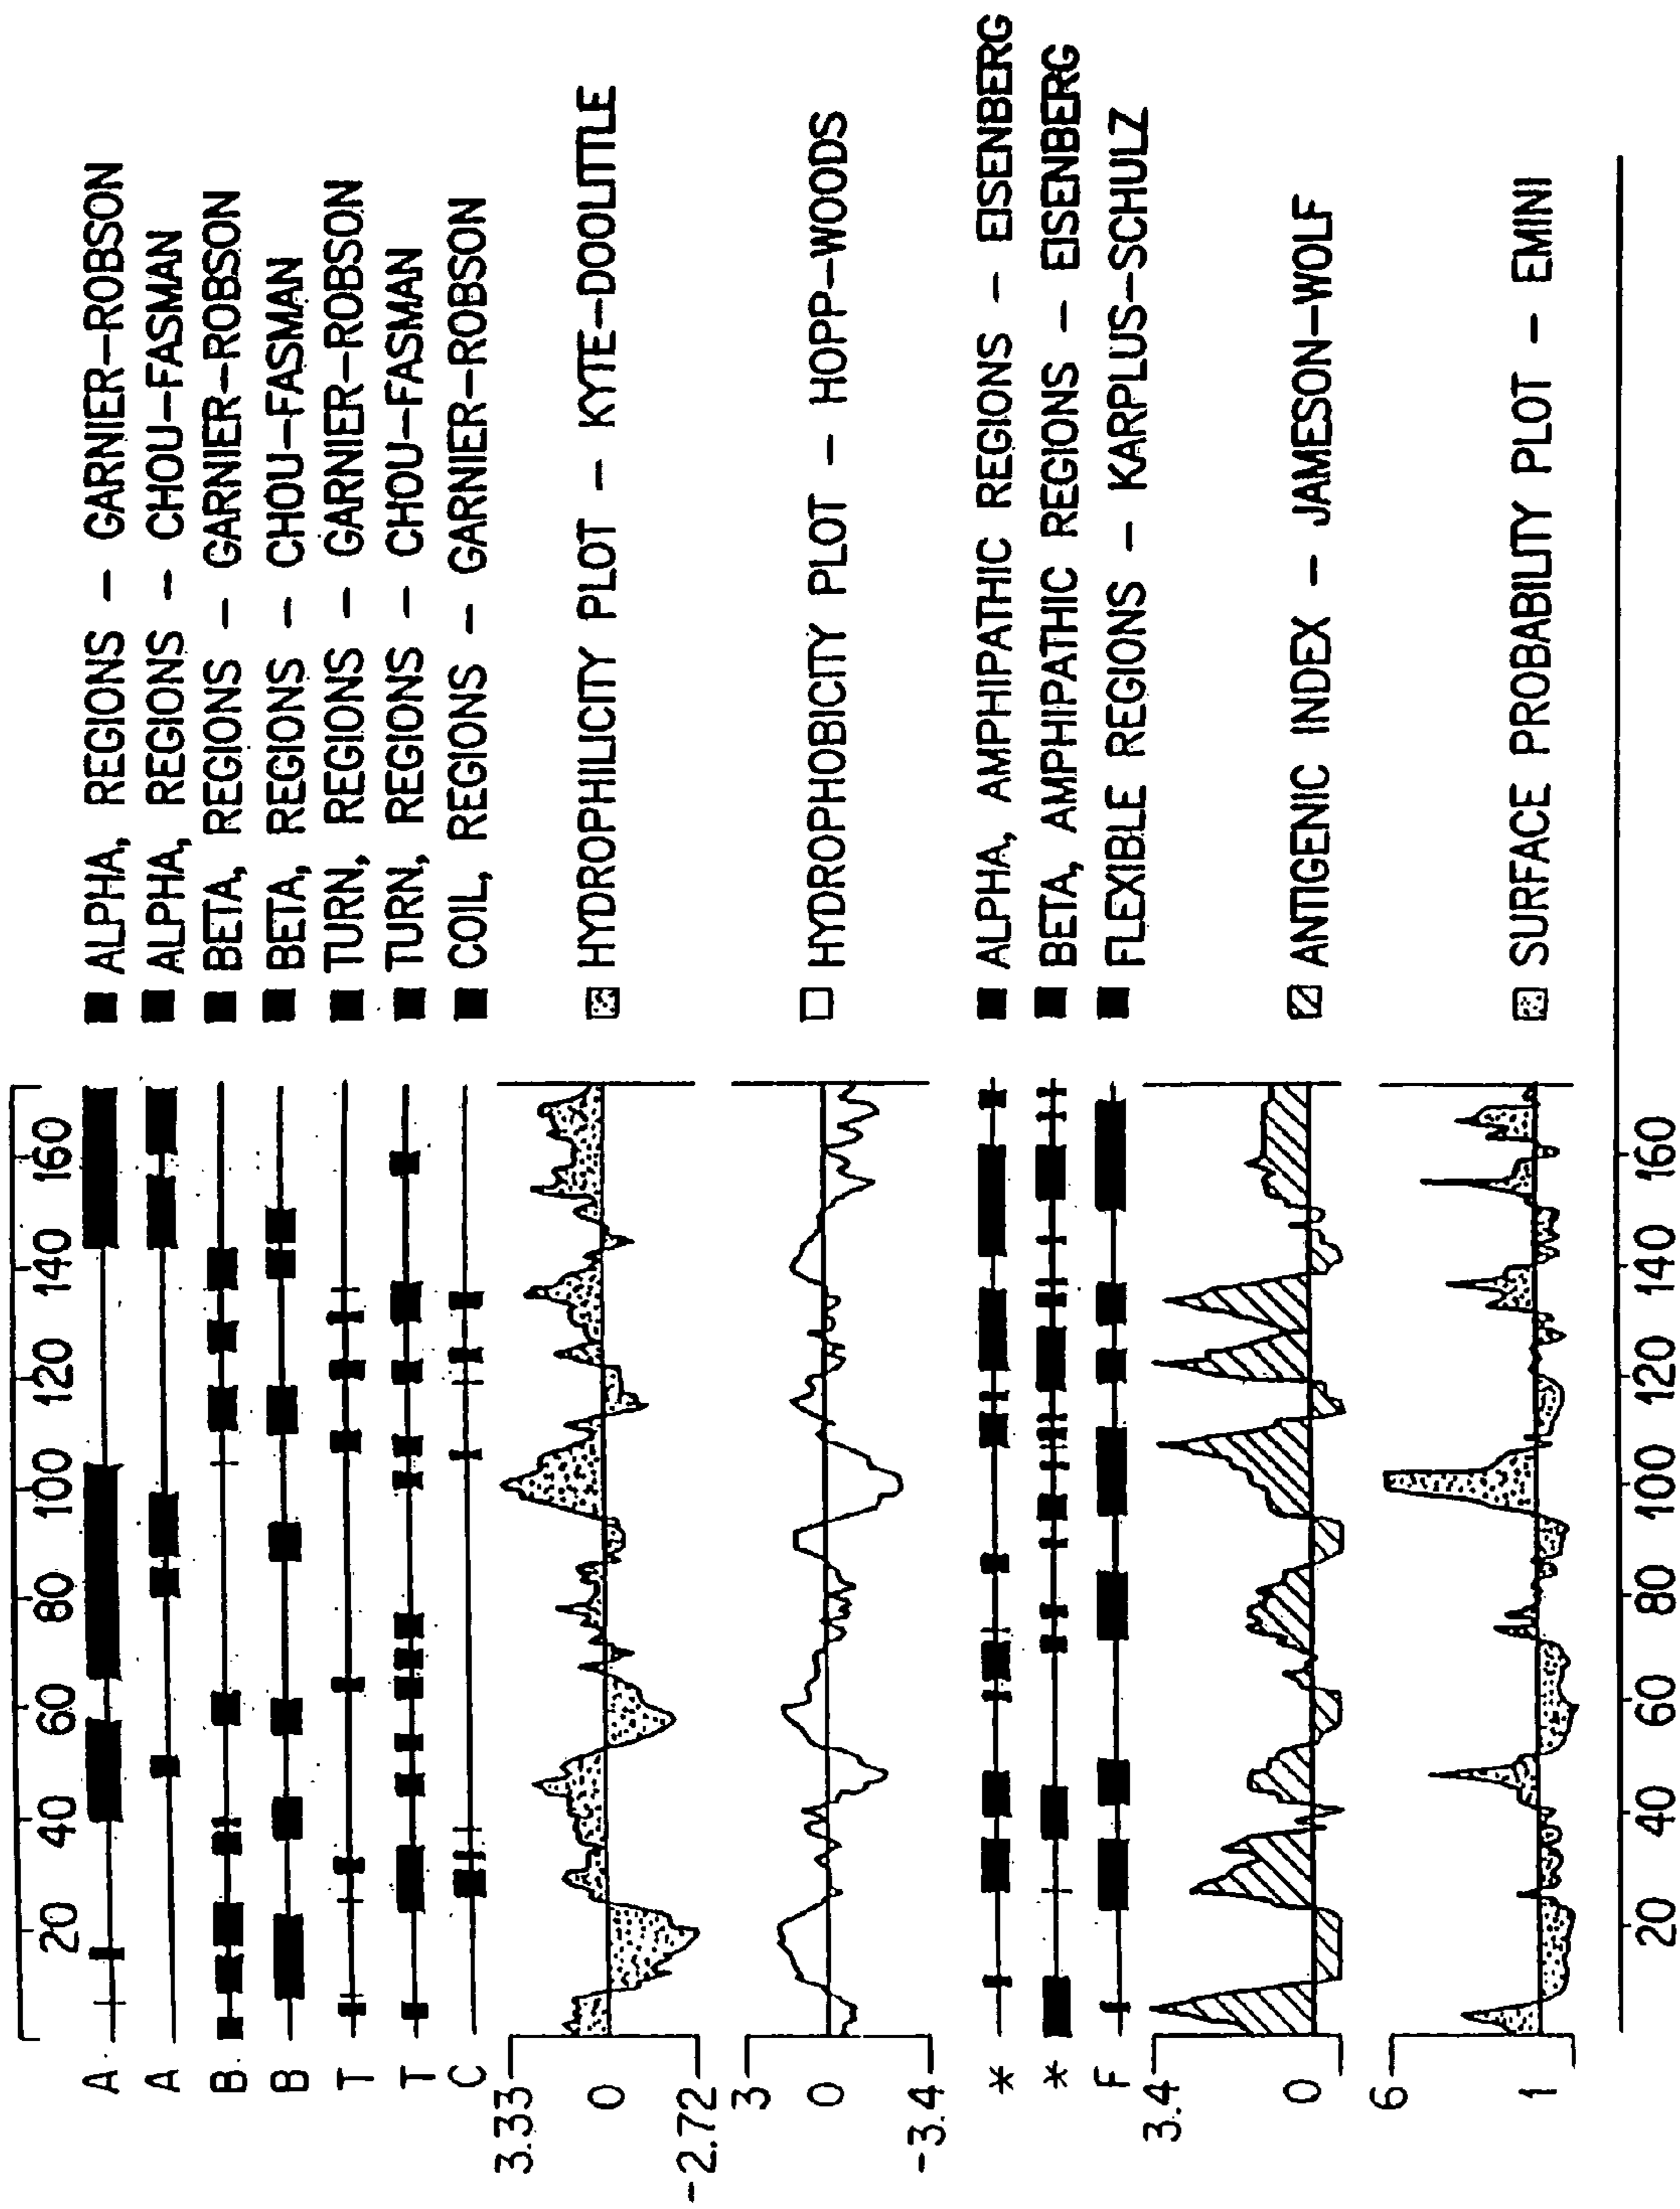 20 40 60 80 100 120 140 160
A ■ ALPHA, REGIONS – GARNIER–ROBSON
A ■ ALPHA, REGIONS – CHOU–FASMAN
B ■ BETA, REGIONS – GARNIER–ROBSON
B ■ BETA, REGIONS – CHOU–FASMAN
T ■ TURN, REGIONS – GARNIER–ROBSON
T ■ TURN, REGIONS – CHOU–FASMAN
C ■ COIL, REGIONS – GARNIER–ROBSON
3.33
0 HYDROPHILICITY PLOT – KYTE–DOOLITTLE
-2.72
3
0 HYDROPHOBICITY PLOT – HOPP–WOODS
-3.4
* ■ ALPHA, AMPHIPATHIC REGIONS – EISENBERG
* ■ BETA, AMPHIPATHIC REGIONS – EISENBERG
F ■ FLEXIBLE REGIONS – KARPLUS–SCHULZ
3.4
0 ANTIGENIC INDEX – JAMESON–WOLF
6
1 SURFACE PROBABILITY PLOT – EMINI
20 40 60 80 100 120 140 160